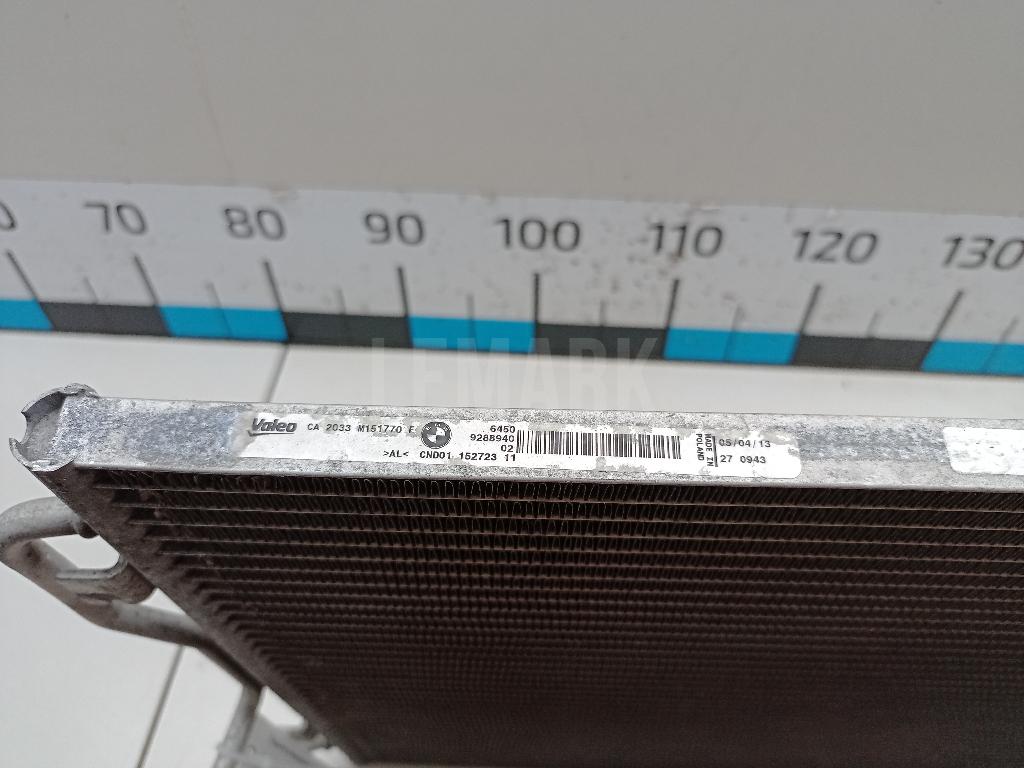 70 80 90 100 110 120 130
LEMARK
Valeo CA 2033 M151770 F
6450
9288940
02
>AL< CND01 152723 11
MADE IN
POLAND
05/04/13
27 0943